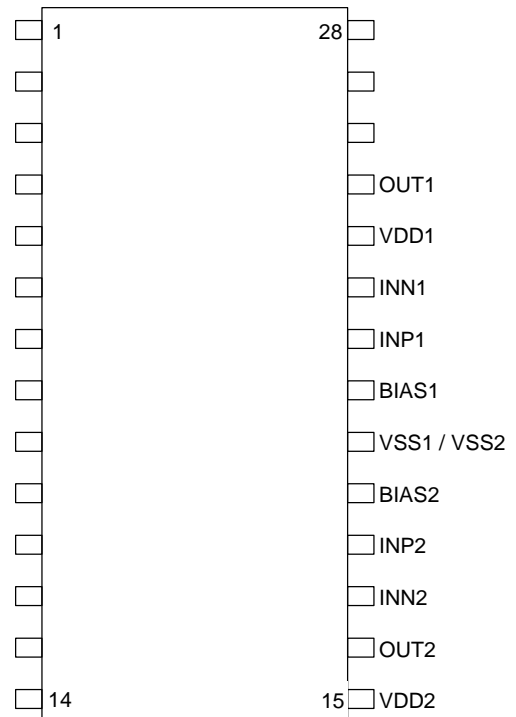 1 28
OUT1
VDD1
INN1
INP1
BIAS1
VSS1 / VSS2
BIAS2
INP2
INN2
OUT2
14 15 VDD2